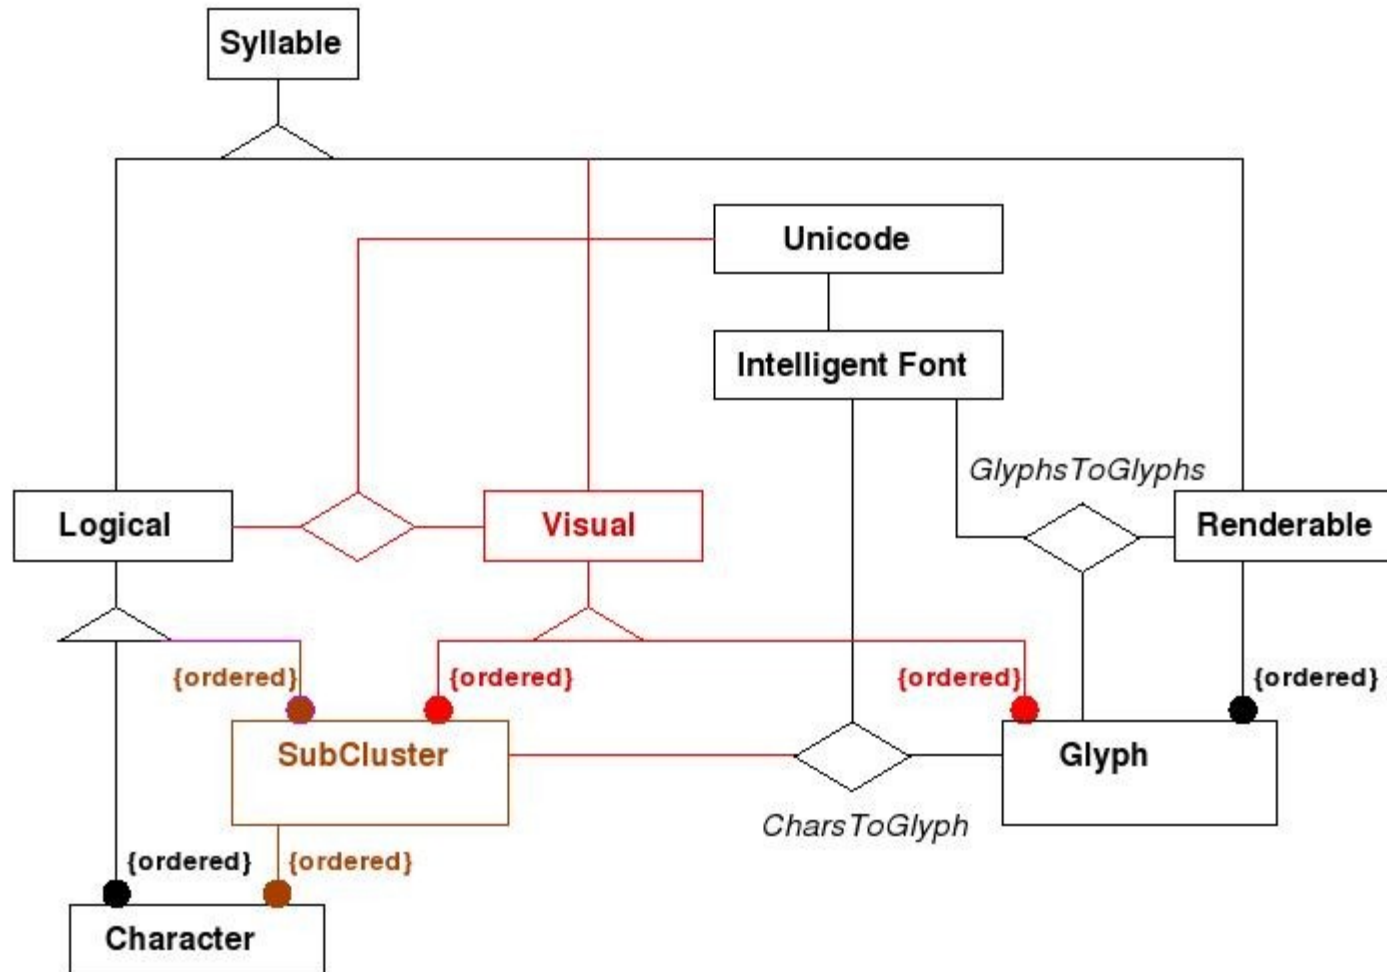 Syllable
Unicode
Intelligent Font
GlyphsToGlyphs
Logical
Visual
Renderable
{ordered}
{ordered}
{ordered}
{ordered}
SubCluster
Glyph
CharsToGlyph
{ordered}
{ordered}
Character